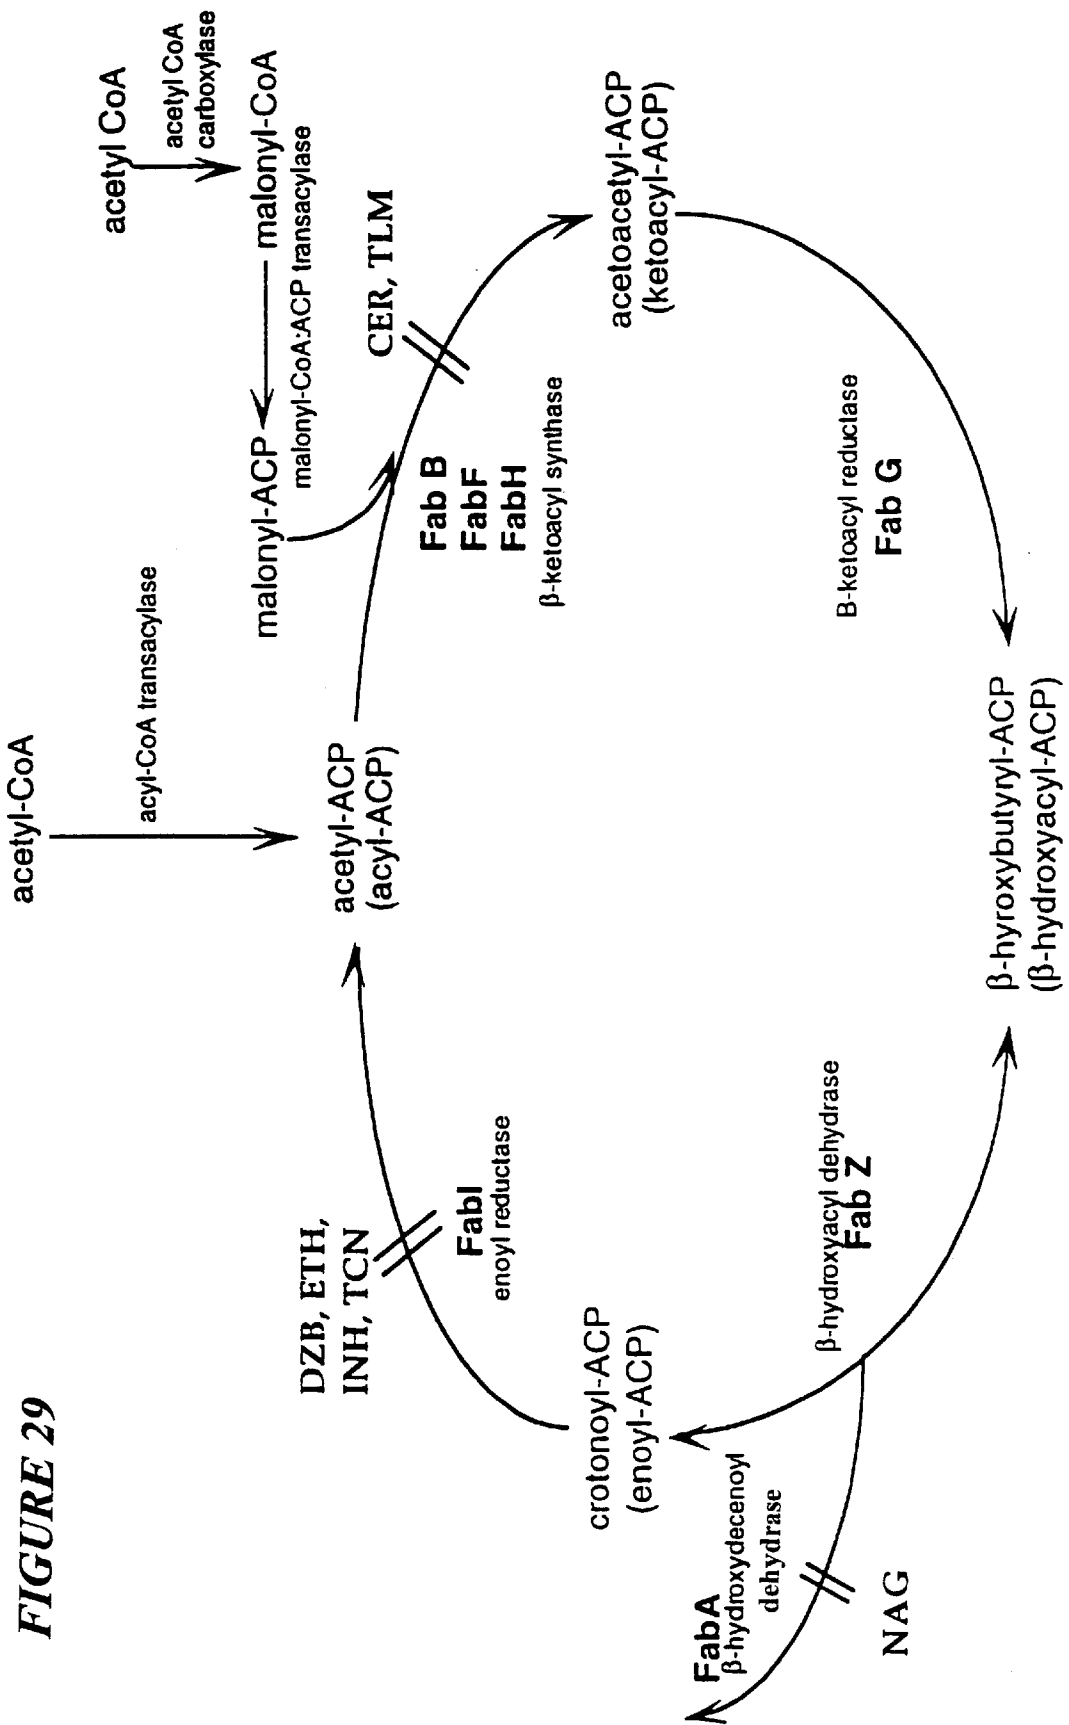 FIGURE 29
acetyl-CoA
acyl-CoA transacylase
acetyl CoA
acetyl CoA
carboxylase
malonyl-CoA
malonyl-CoA:ACP transacylase
malonyl-ACP
acetyl-ACP
(acyl-ACP)
CER, TLM
Fab B
FabF
FabH
β-ketoacyl synthase
acetoacetyl-ACP
(ketoacyl-ACP)
B-ketoacyl reductase
Fab G
β-hyroxybutyryl-ACP
(β-hydroxyacyl-ACP)
β-hydroxyacyl dehydrase
Fab Z
crotonoyl-ACP
(enoyl-ACP)
FabA
β-hydroxydecenoyl
dehydrase
NAG
DZB, ETH,
INH, TCN
FabI
enoyl reductase